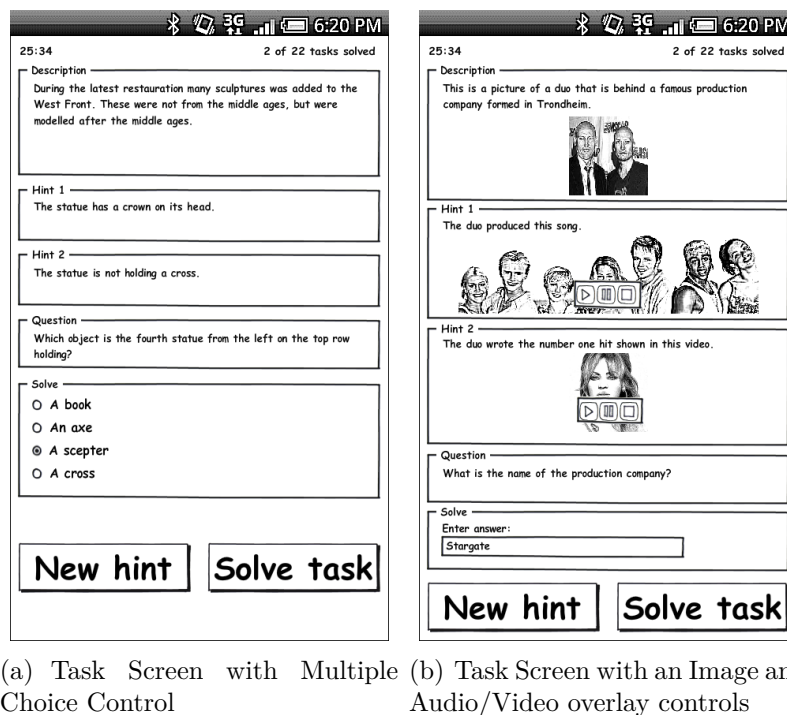 3G 6:20 PM
25:34 2 of 22 tasks solved
Description
During the latest restauration many sculptures was added to the
West Front. These were not from the middle ages, but were
modelled after the middle ages.
Hint 1
The statue has a crown on its head.
Hint 2
The statue is not holding a cross.
Question
Which object is the fourth statue from the left on the top row
holding?
Solve
A book
An axe
A scepter
A cross
New hint Solve task
(a) Task Screen with Multiple
Choice Control
3G 6:20 PM
25:34 2 of 22 tasks solved
Description
This is a picture of a duo that is behind a famous production
company formed in Trondheim.
Hint 1
The duo produced this song.
Hint 2
The duo wrote the number one hit shown in this video.
Question
What is the name of the production company?
Solve
Enter answer:
Stargate
New hint Solve task
(b) Task Screen with an Image an
Audio/Video overlay controls